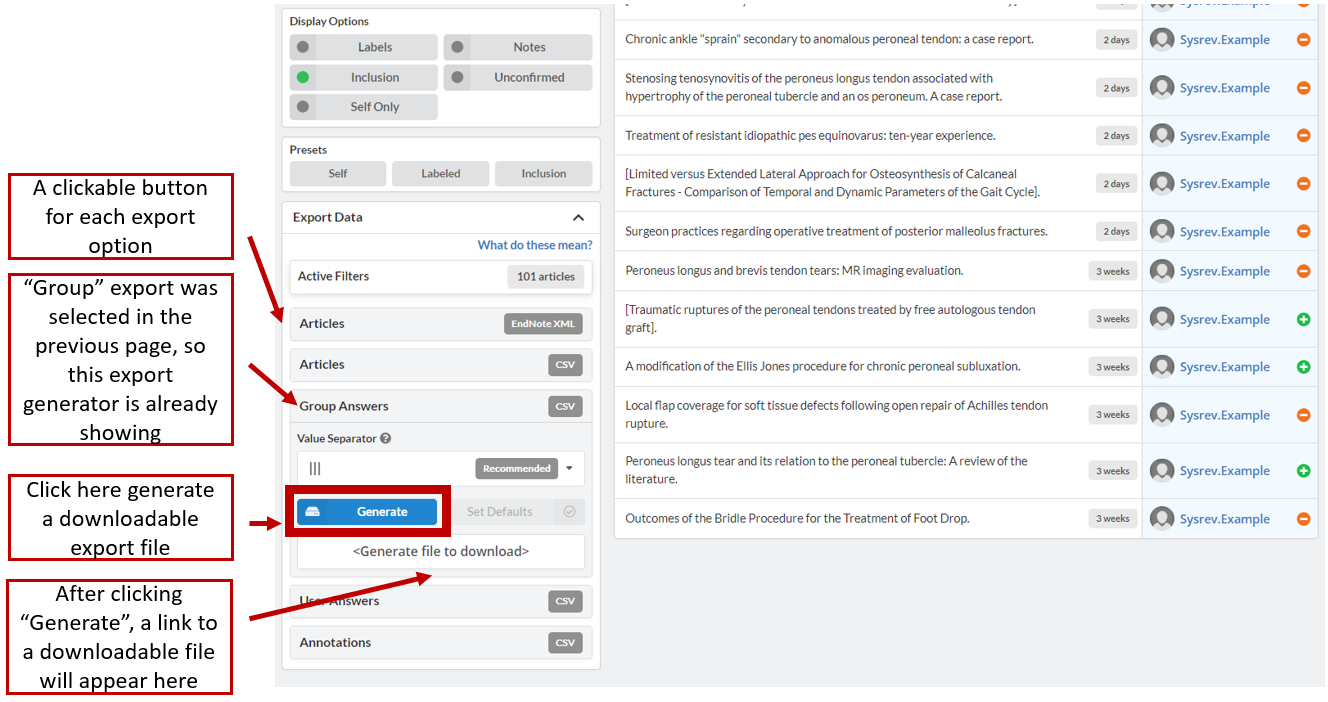 A clickable button
for each export
option
“Group” export was
selected in the
previous page, so
this export
generator is already
showing
Click here generate
a downloadable
export file
After clicking
“Generate”, a link to
a downloadable file
will appear here
Display Options
Labels
Notes
Inclusion
Unconfirmed
Self Only
Presets
Self
Labeled
Inclusion
Export Data
What do these mean?
Active Filters
101 articles
Articles
EndNote XML
Articles
CSV
Group Answers
CSV
Value Separator
|||
Recommended
Generate
Set Defaults
<Generate file to download>
User Answers
CSV
Annotations
CSV
Sysrev.Example
Chronic ankle "sprain" secondary to anomalous peroneal tendon: a case report.
2 days
Sysrev.Example
Stenosing tenosynovitis of the peroneus longus tendon associated with
hypertrophy of the peroneal tubercle and an os peroneum. A case report.
2 days
Sysrev.Example
Treatment of resistant idiopathic pes equinovarus: ten-year experience.
2 days
Sysrev.Example
[Limited versus Extended Lateral Approach for Osteosynthesis of Calcaneal
Fractures - Comparison of Temporal and Dynamic Parameters of the Gait Cycle].
2 days
Sysrev.Example
Surgeon practices regarding operative treatment of posterior malleolus fractures.
2 days
Sysrev.Example
Peroneus longus and brevis tendon tears: MR imaging evaluation.
3 weeks
Sysrev.Example
[Traumatic ruptures of the peroneal tendons treated by free autologous tendon
graft].
3 weeks
Sysrev.Example
A modification of the Ellis Jones procedure for chronic peroneal subluxation.
3 weeks
Sysrev.Example
Local flap coverage for soft tissue defects following open repair of Achilles tendon
rupture.
3 weeks
Sysrev.Example
Peroneus longus tear and its relation to the peroneal tubercle: A review of the
literature.
3 weeks
Sysrev.Example
Outcomes of the Bridle Procedure for the Treatment of Foot Drop.
3 weeks
Sysrev.Example